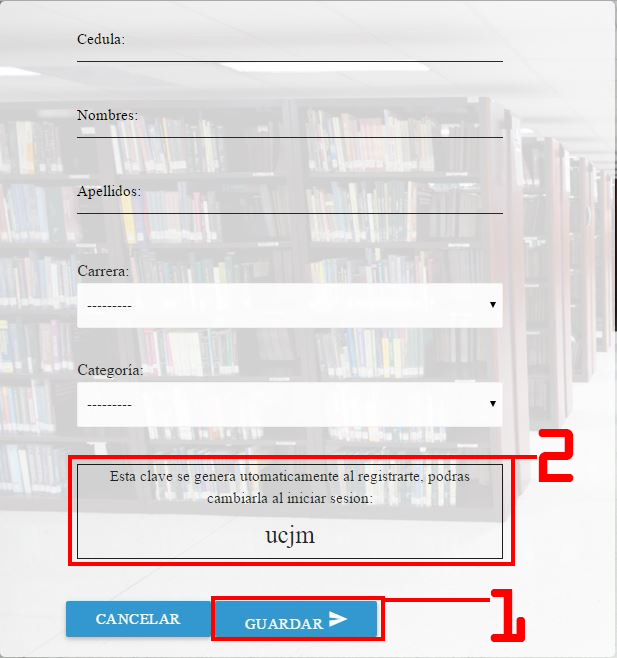 Cedula:
Nombres:
Apellidos:
Carrera:
---------
Categoría:
---------
2
Esta clave se genera utomaticamente al registrarte, podras
cambiarla al iniciar sesion:
ucjm
CANCELAR
GUARDAR
1